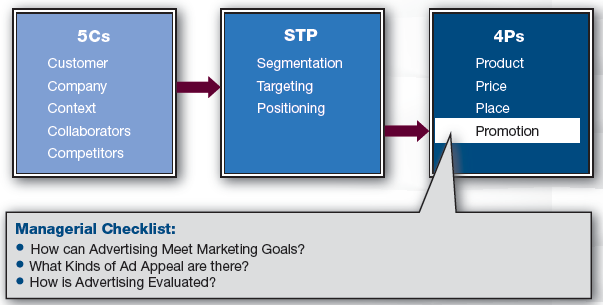 5Cs
Customer
Company
Context
Collaborators
Competitors
STP
Segmentation
Targeting
Positioning
4Ps
Product
Price
Place
Promotion
Managerial Checklist:
• How can Advertising Meet Marketing Goals?
• What Kinds of Ad Appeal are there?
• How is Advertising Evaluated?